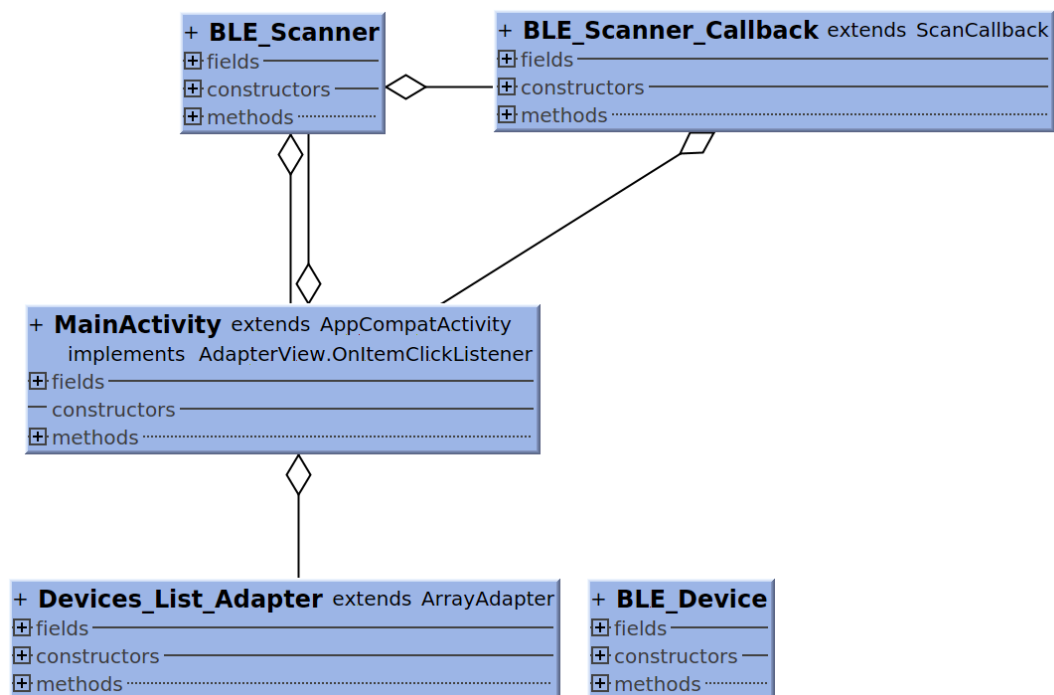 + BLE_Scanner
+ fields
+ constructors
+ methods
+ BLE_Scanner_Callback extends ScanCallback
+ fields
+ constructors
+ methods
+ MainActivity extends AppCompatActivity
implements AdapterView.OnItemClickListener
+ fields
constructors
+ methods
+ Devices_List_Adapter extends ArrayAdapter
+ fields
+ constructors
+ methods
+ BLE_Device
+ fields
+ constructors
+ methods